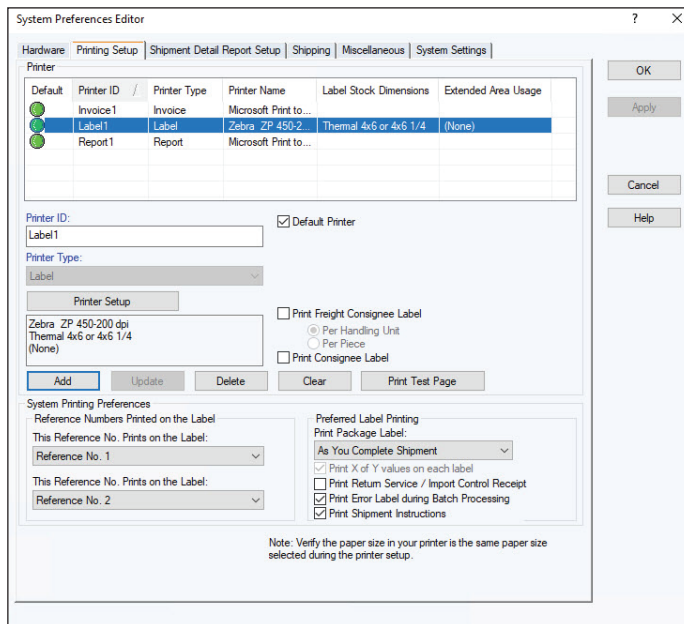 System Preferences Editor
Hardware Printing Setup Shipment Detail Report Setup Shipping Miscellaneous System Settings
Printer
Default Printer ID / Printer Type Printer Name Label Stock Dimensions Extended Area Usage
Invoice1 Invoice Microsoft Print to...
Label1 Label Zebra ZP 450-2... Thermal 4x6 or 4x6 1/4 (None)
Report1 Report Microsoft Print to...
OK
Apply
Cancel
Help
Printer ID:
Default Printer
Label1
Printer Type:
Label
Printer Setup
Zebra ZP 450-200 dpi
Thermal 4x6 or 4x6 1/4
(None)
Print Freight Consignee Label
Per Handling Unit
Per Piece
Print Consignee Label
Add Update Delete Clear Print Test Page
System Printing Preferences
Reference Numbers Printed on the Label
This Reference No. Prints on the Label:
Reference No. 1
This Reference No. Prints on the Label:
Reference No. 2
Preferred Label Printing
Print Package Label:
As You Complete Shipment
Print X of Y values on each label
Print Return Service / Import Control Receipt
Print Error Label during Batch Processing
Print Shipment Instructions
Note: Verify the paper size in your printer is the same paper size
selected during the printer setup.